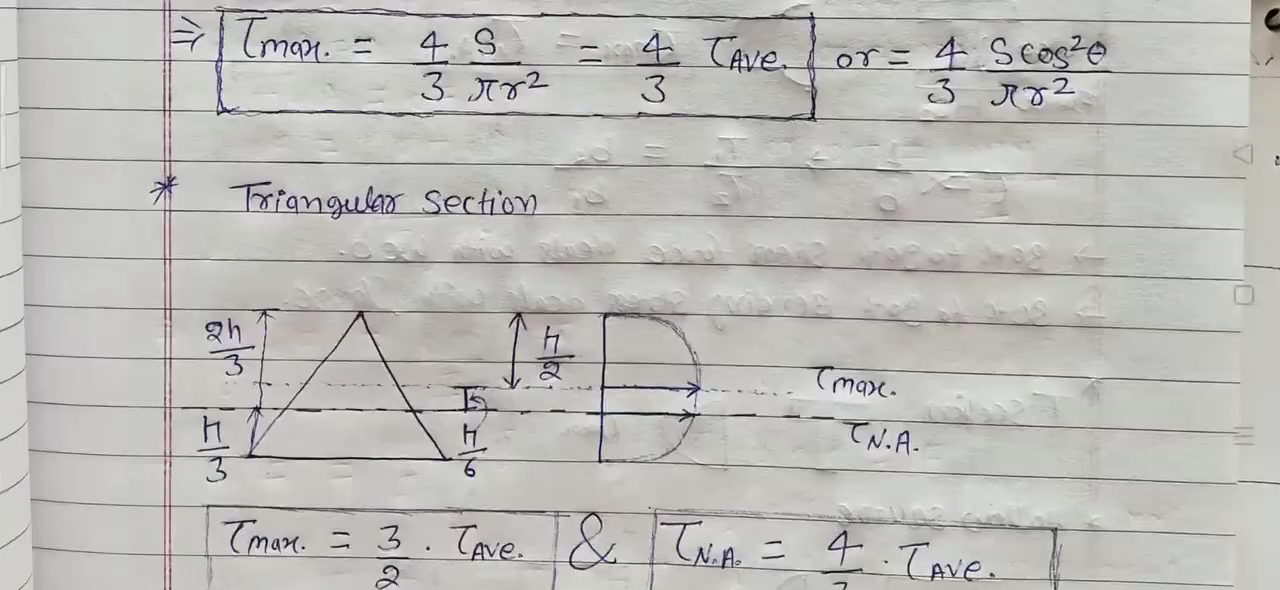 ⇒ τmax. = 4/3 S/πr² = 4/3 τAve. or = 4/3 Scos²θ/πr²
* Triangular section
2h/3
h/2
τmax.
h/3
h/6
τN.A.
τmax. = 3/2 . τAve. & τN.A. = 4/3 . τAve.